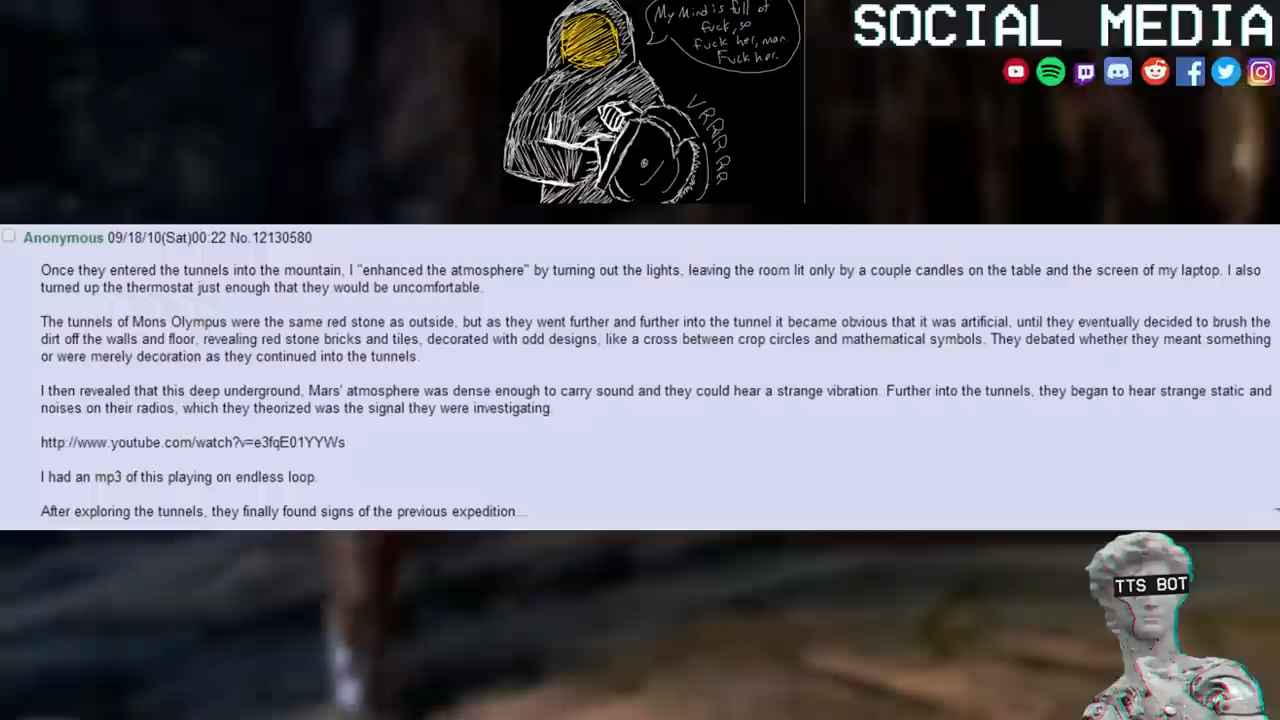 My Mind is full of
fuck, so
fuck her, man.
Fuck her.
VRRRRR
SOCIAL MEDIA
Anonymous 09/18/10(Sat)00:22 No.12130580
Once they entered the tunnels into the mountain, I "enhanced the atmosphere" by turning out the lights, leaving the room lit only by a couple candles on the table and the screen of my laptop. I also
turned up the thermostat just enough that they would be uncomfortable.
The tunnels of Mons Olympus were the same red stone as outside, but as they went further and further into the tunnel it became obvious that it was artificial, until they eventually decided to brush the
dirt off the walls and floor, revealing red stone bricks and tiles, decorated with odd designs, like a cross between crop circles and mathematical symbols. They debated whether they meant something
or were merely decoration as they continued into the tunnels.
I then revealed that this deep underground, Mars' atmosphere was dense enough to carry sound and they could hear a strange vibration. Further into the tunnels, they began to hear strange static and
noises on their radios, which they theorized was the signal they were investigating.
http://www.youtube.com/watch?v=e3fqE01YYWs
I had an mp3 of this playing on endless loop.
After exploring the tunnels, they finally found signs of the previous expedition...
TTS BOT